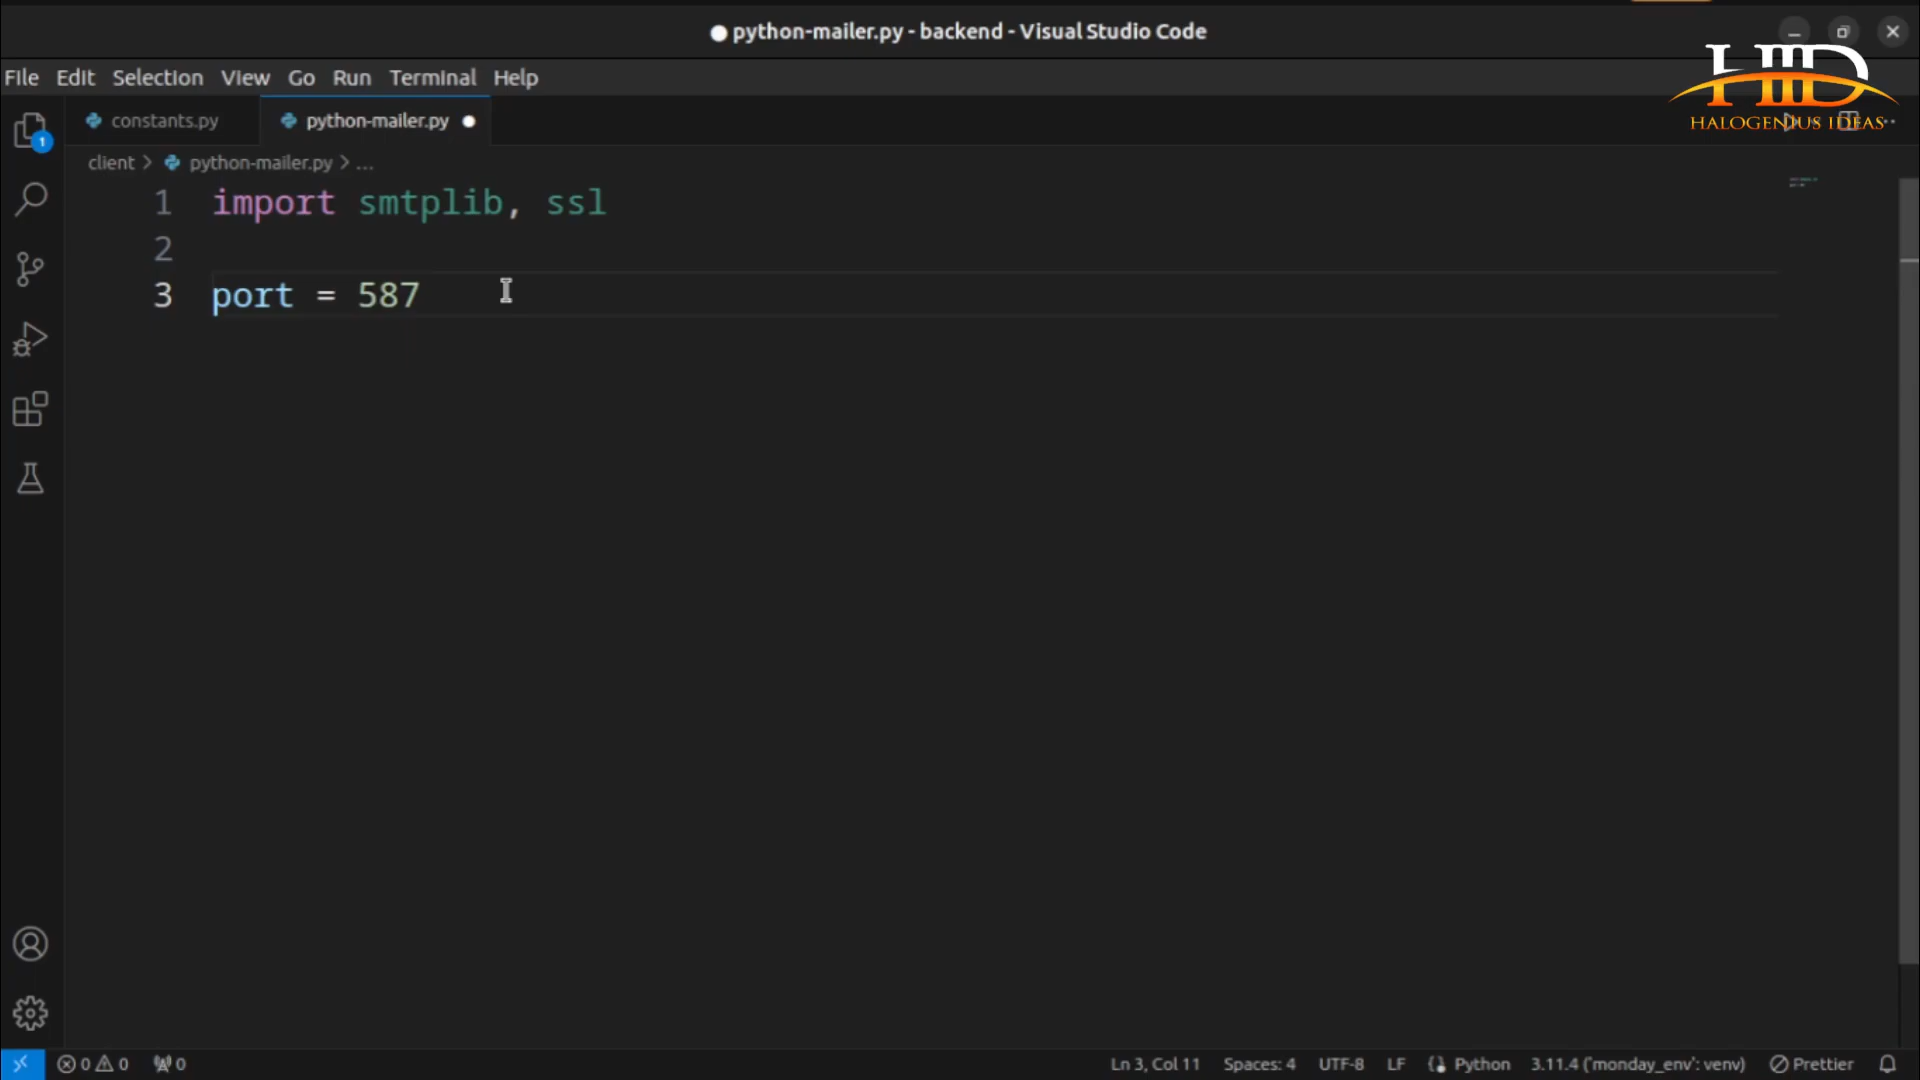 python-mailer.py - backend - Visual Studio Code
File Edit Selection View Go Run Terminal Help
HID
HALOGENIUS IDEAS
constants.py python-mailer.py
client > python-mailer.py > ...
1
1 import smtplib, ssl
2
3 port = 587
0 0 0 Ln 3, Col 11 Spaces: 4 UTF-8 LF Python 3.11.4 ('monday_env': venv) Prettier